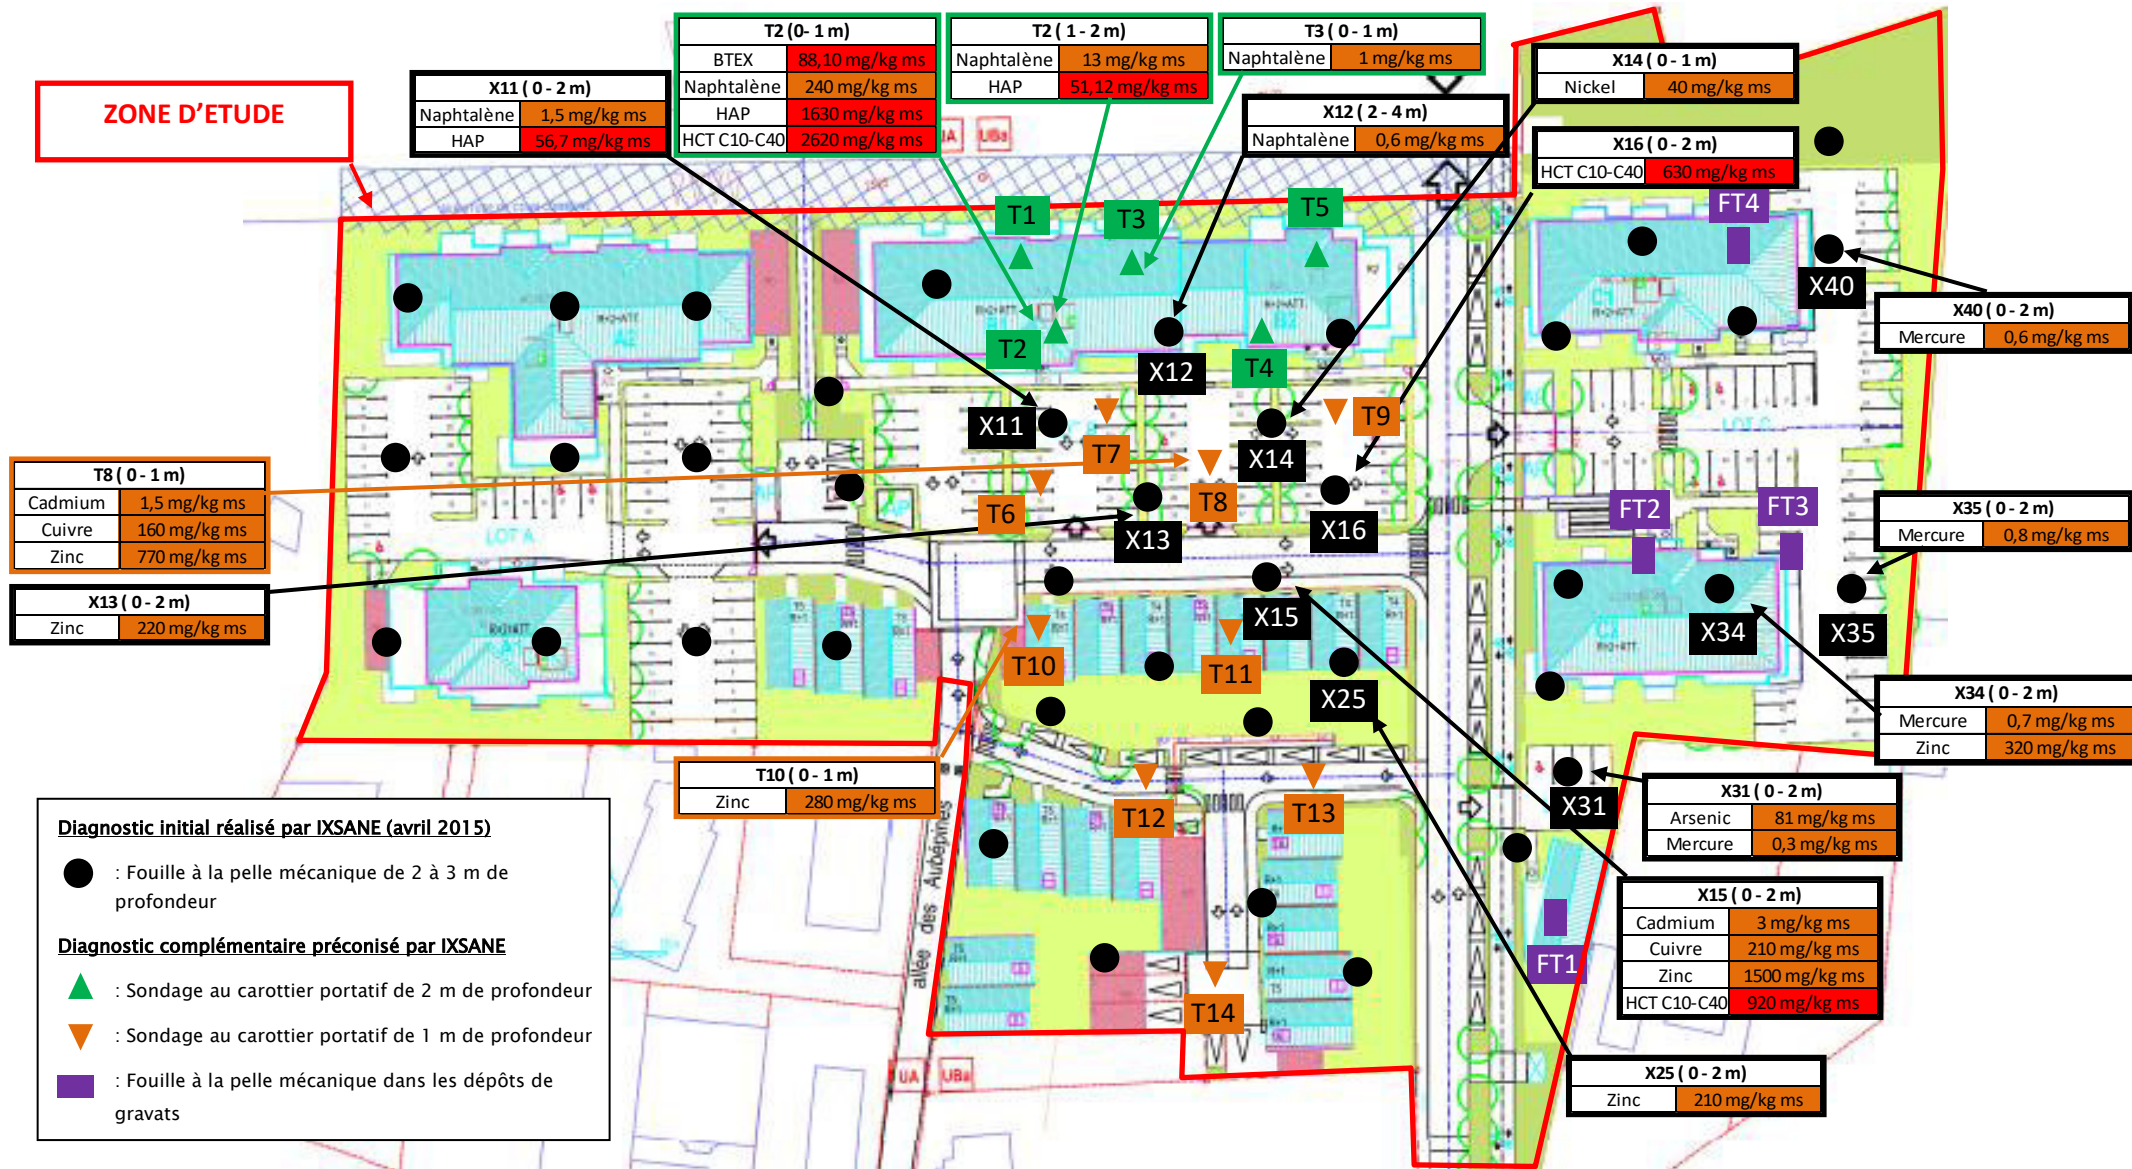 ZONE D'ETUDE
X11 ( 0 - 2 m)
Naphtalène 1,5 mg/kg ms
HAP 56,7 mg/kg ms
T2 (0- 1 m)
BTEX 88,10 mg/kg ms
Naphtalène 240 mg/kg ms
HAP 1630 mg/kg ms
HCT C10-C40 2620 mg/kg ms
T2 ( 1 - 2 m)
Naphtalène 13 mg/kg ms
HAP 51,12 mg/kg ms
T3 ( 0 - 1 m)
Naphtalène 1 mg/kg ms
X12 ( 2 - 4 m)
Naphtalène 0,6 mg/kg ms
X14 ( 0 - 1 m)
Nickel 40 mg/kg ms
X16 ( 0 - 2 m)
HCT C10-C40 630 mg/kg ms
UA UBa
T1
T3
T5
FT4
X40
T2
X12
T4
X40 ( 0 - 2 m)
Mercure 0,6 mg/kg ms
X11
T7
X14
T9
T8 ( 0 - 1 m)
Cadmium 1,5 mg/kg ms
Cuivre 160 mg/kg ms
Zinc 770 mg/kg ms
LOT A
T6
X13
T8
X16
FT2
FT3
X35 ( 0 - 2 m)
Mercure 0,8 mg/kg ms
X13 ( 0 - 2 m)
Zinc 220 mg/kg ms
T10
T11
X15
X25
X34
X35
X34 ( 0 - 2 m)
Mercure 0,7 mg/kg ms
Zinc 320 mg/kg ms
T10 ( 0 - 1 m)
Zinc 280 mg/kg ms
T12
T13
X31
X31 ( 0 - 2 m)
Arsenic 81 mg/kg ms
Mercure 0,3 mg/kg ms
X15 ( 0 - 2 m)
Cadmium 3 mg/kg ms
Cuivre 210 mg/kg ms
Zinc 1500 mg/kg ms
HCT C10-C40 920 mg/kg ms
FT1
T14
X25 ( 0 - 2 m)
Zinc 210 mg/kg ms
allée des Aubépines
UA UBa
Diagnostic initial réalisé par IXSANE (avril 2015)
: Fouille à la pelle mécanique de 2 à 3 m de
profondeur
Diagnostic complémentaire préconisé par IXSANE
: Sondage au carottier portatif de 2 m de profondeur
: Sondage au carottier portatif de 1 m de profondeur
: Fouille à la pelle mécanique dans les dépôts de
gravats